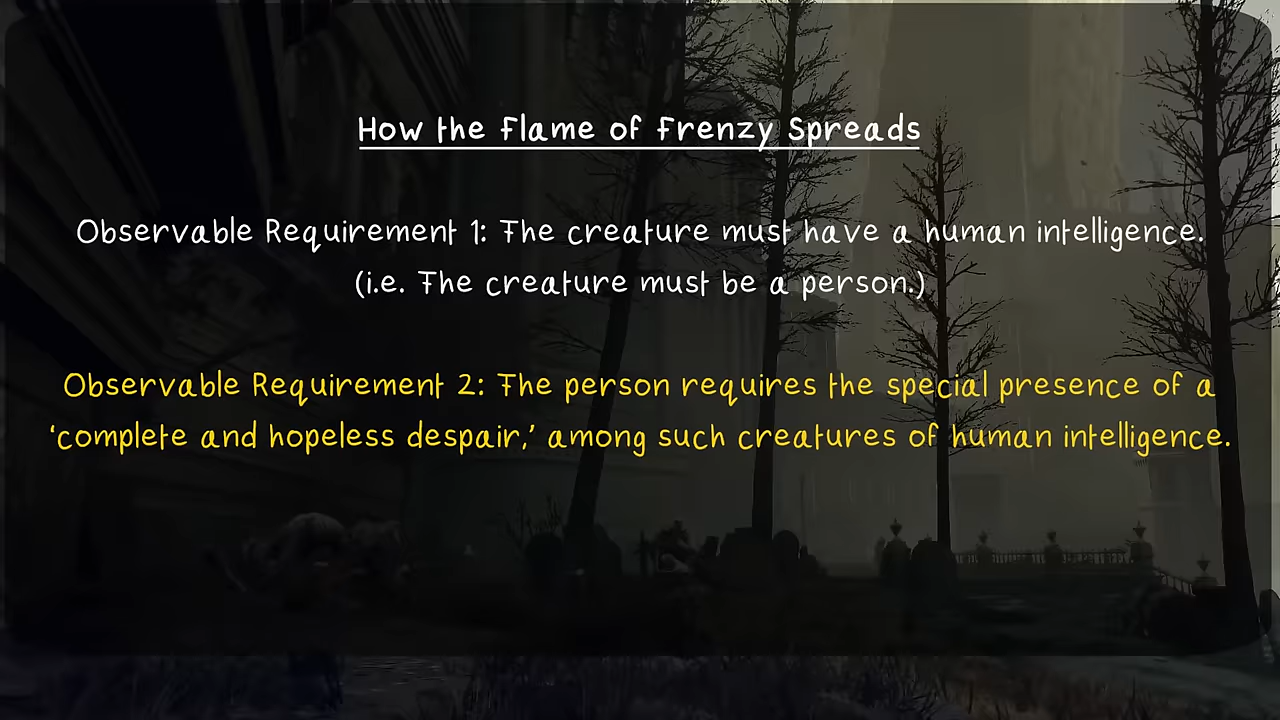 How the Flame of Frenzy Spreads
Observable Requirement 1: The creature must have a human intelligence.
(i.e. The creature must be a person.)
Observable Requirement 2: The person requires the special presence of a
‘complete and hopeless despair,’ among such creatures of human intelligence.